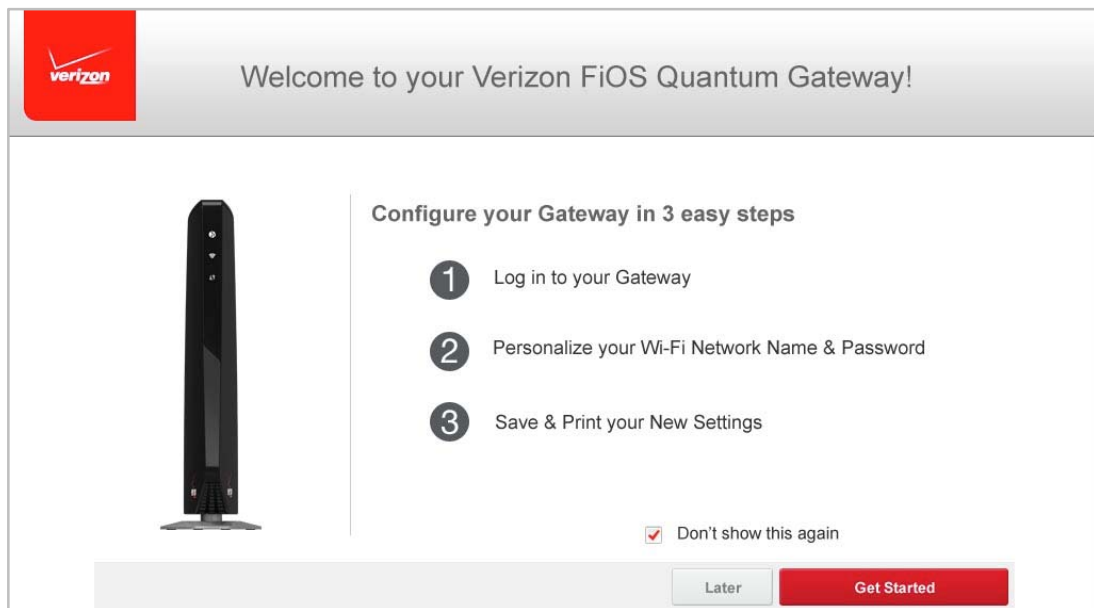 verizon
Welcome to your Verizon FiOS Quantum Gateway!
Configure your Gateway in 3 easy steps
1 Log in to your Gateway
2 Personalize your Wi-Fi Network Name & Password
3 Save & Print your New Settings
Don't show this again
Later Get Started